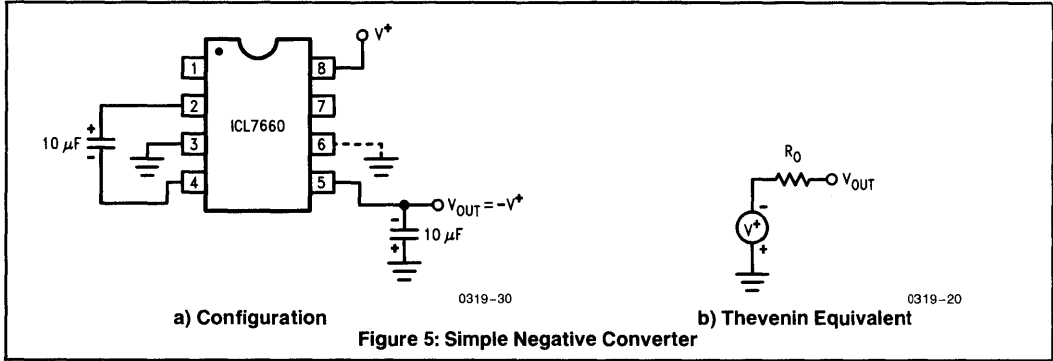 V+
1
8
2
7
ICL7660
+
10 µF
-
3
6
4
5
VOUT = -V+
-
10 µF
+
RO
VOUT
-
V+
+
0319-30
0319-20
a) Configuration
b) Thevenin Equivalent
Figure 5: Simple Negative Converter